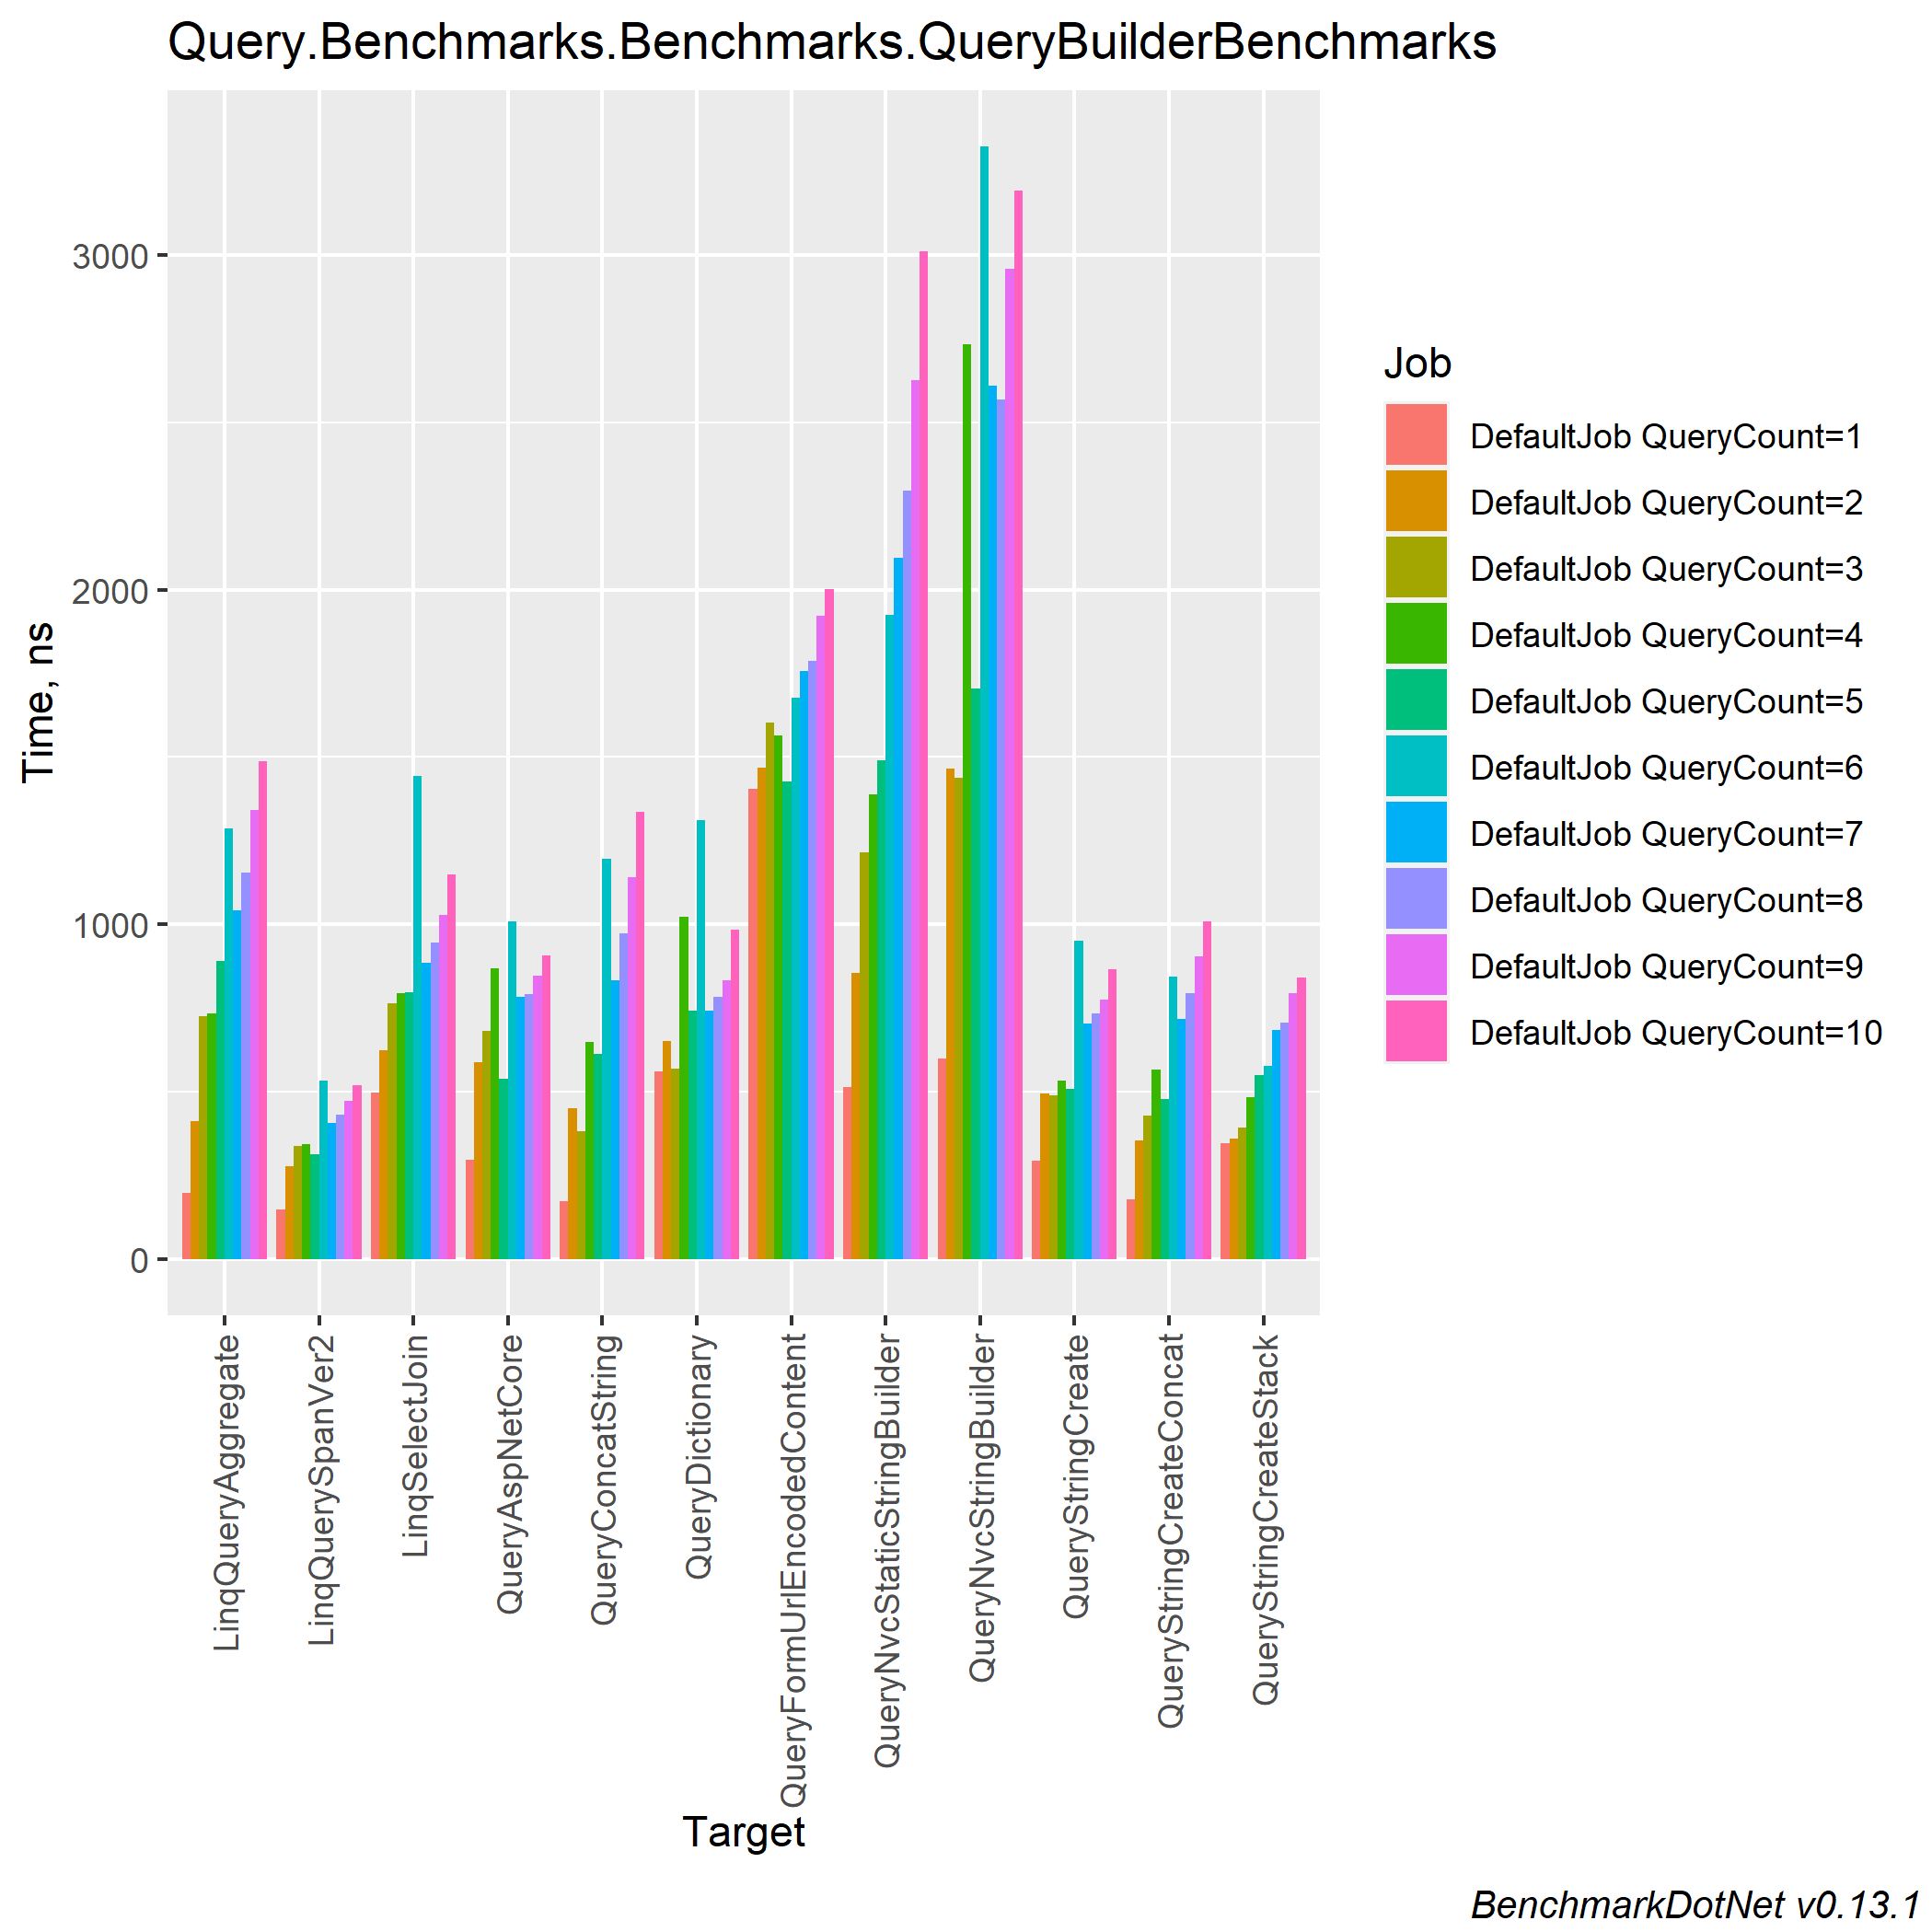 Query.Benchmarks.Benchmarks.QueryBuilderBenchmarks
3000
2000
1000
0
Time, ns
LinqQueryAggregate
LinqQuerySpanVer2
LinqSelectJoin
QueryAspNetCore
QueryConcatString
QueryDictionary
QueryFormUrlEncodedContent
QueryNvcStaticStringBuilder
QueryNvcStringBuilder
QueryStringCreate
QueryStringCreateConcat
QueryStringCreateStack
Target
Job
DefaultJob QueryCount=1
DefaultJob QueryCount=2
DefaultJob QueryCount=3
DefaultJob QueryCount=4
DefaultJob QueryCount=5
DefaultJob QueryCount=6
DefaultJob QueryCount=7
DefaultJob QueryCount=8
DefaultJob QueryCount=9
DefaultJob QueryCount=10
BenchmarkDotNet v0.13.1